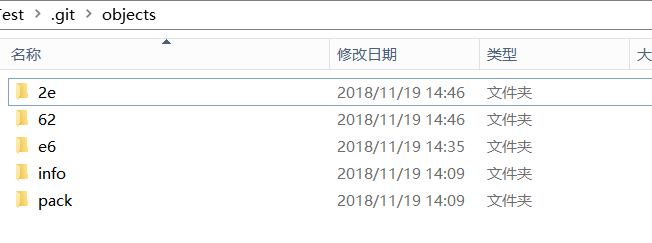 Test > .git > objects
名称 修改日期 类型 大
2e 2018/11/19 14:46 文件夹
62 2018/11/19 14:46 文件夹
e6 2018/11/19 14:35 文件夹
info 2018/11/19 14:09 文件夹
pack 2018/11/19 14:09 文件夹